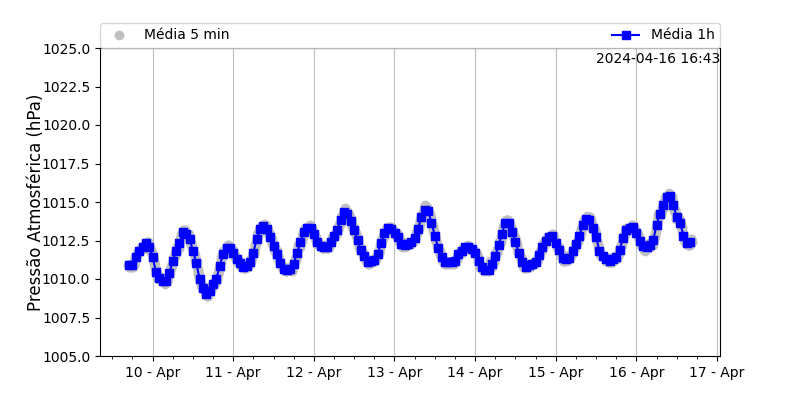 Média 5 min
Média 1h
2024-04-16 16:43
Pressão Atmosférica (hPa)
1025.0
1022.5
1020.0
1017.5
1015.0
1012.5
1010.0
1007.5
1005.0
10 - Apr
11 - Apr
12 - Apr
13 - Apr
14 - Apr
15 - Apr
16 - Apr
17 - Apr